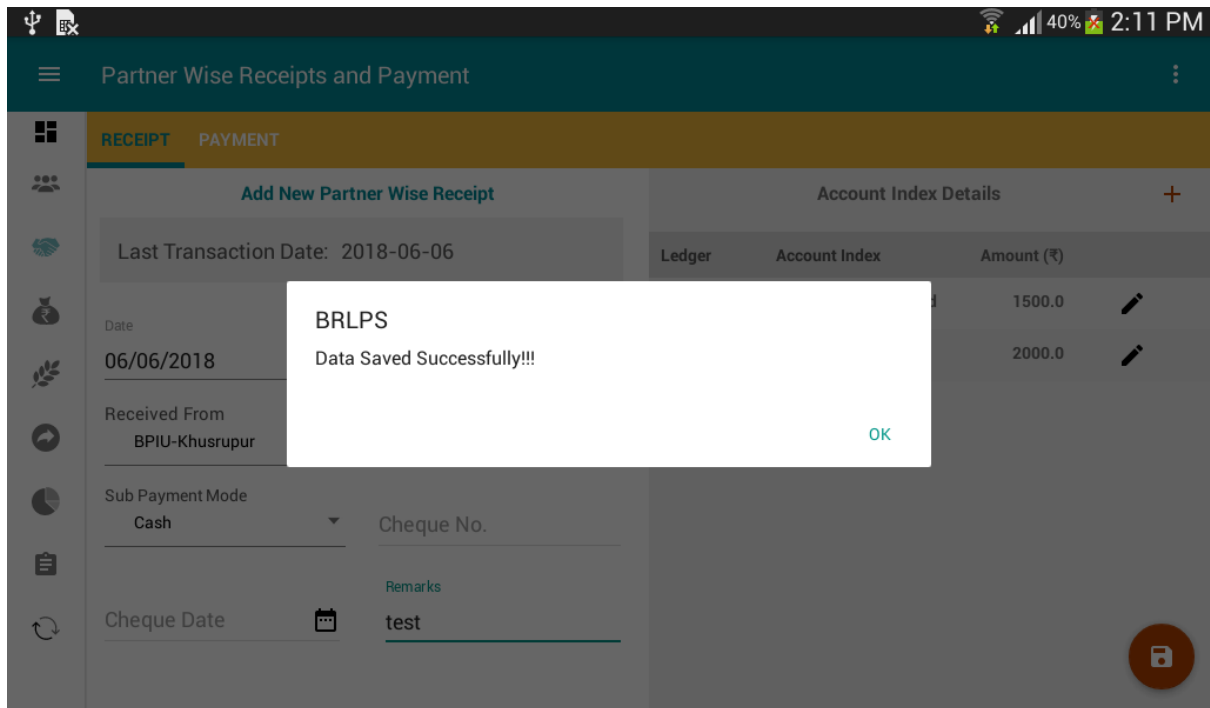 40% 2:11 PM
Partner Wise Receipts and Payment
RECEIPT PAYMENT
Add New Partner Wise Receipt
Account Index Details +
Last Transaction Date: 2018-06-06
Ledger Account Index Amount (₹)
1500.0
2000.0
BRLPS
Data Saved Successfully!!!
OK
Date
06/06/2018
Received From
BPIU-Khusrupur
Sub Payment Mode
Cash
Cheque No.
Cheque Date
Remarks
test